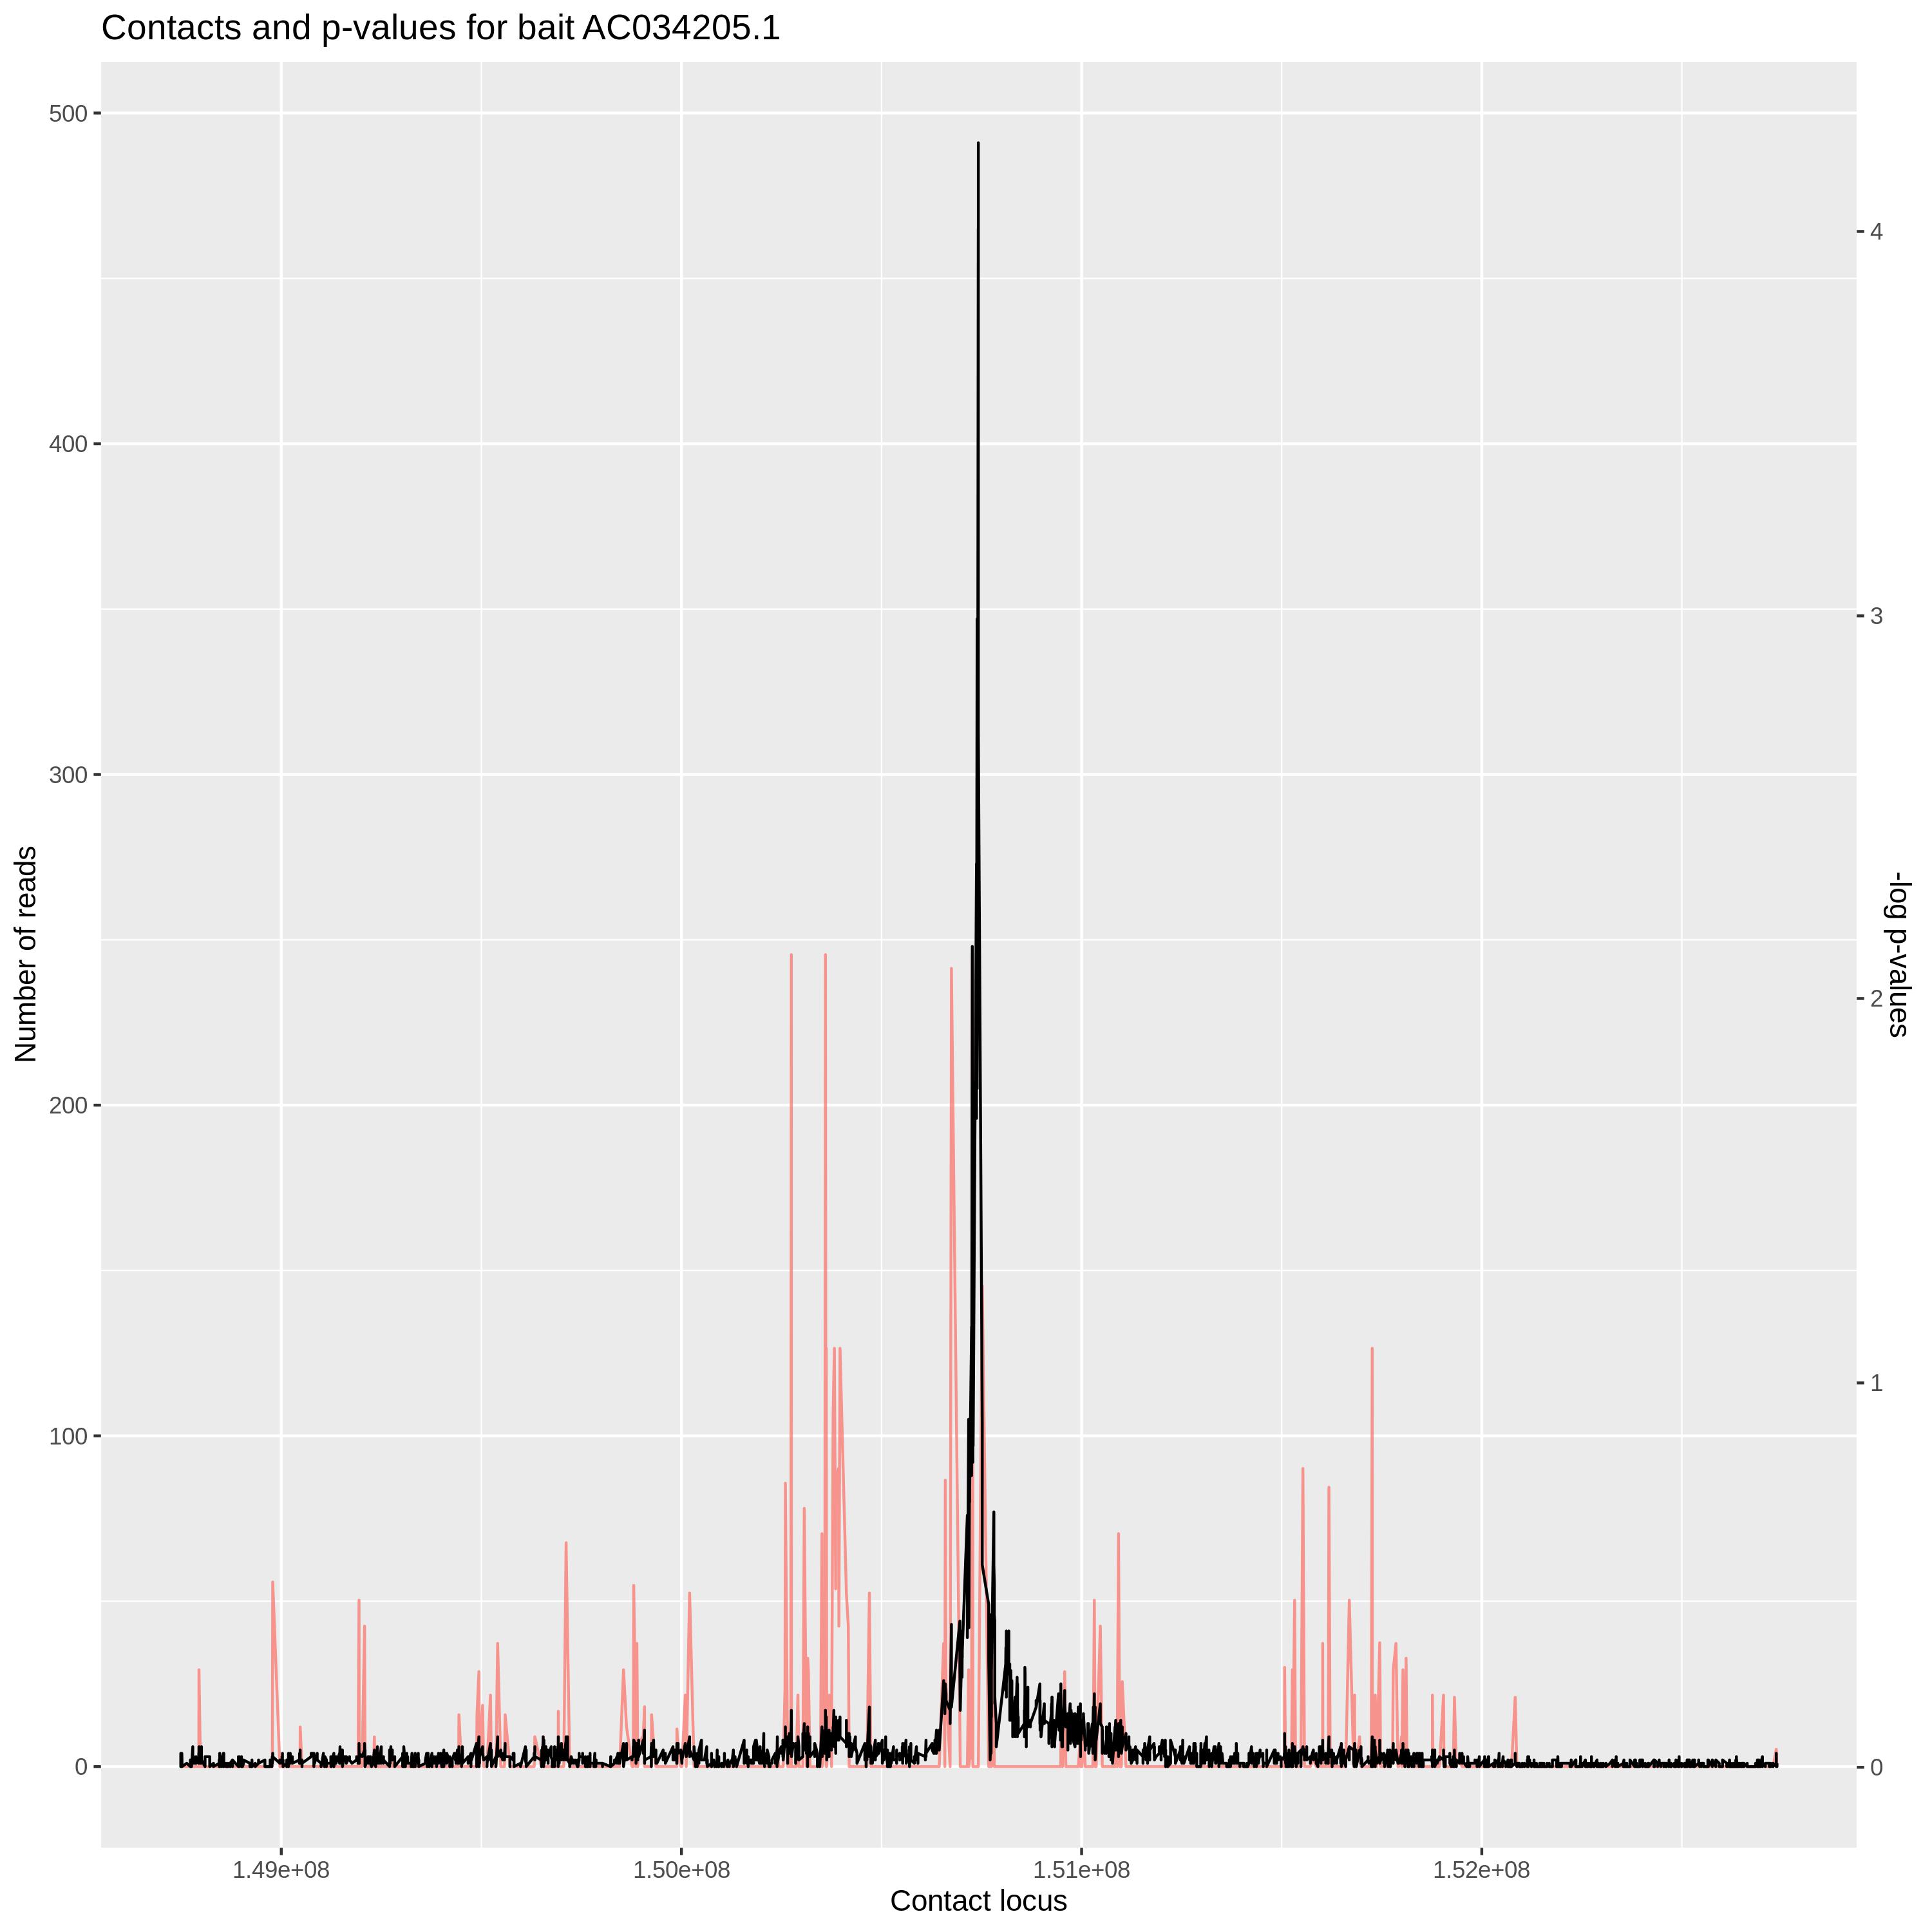 Contacts and p-values for bait AC034205.1
500
400
300
200
100
0
Number of reads
4
3
2
1
0
-log p-values
1.49e+08
1.50e+08
1.51e+08
1.52e+08
Contact locus